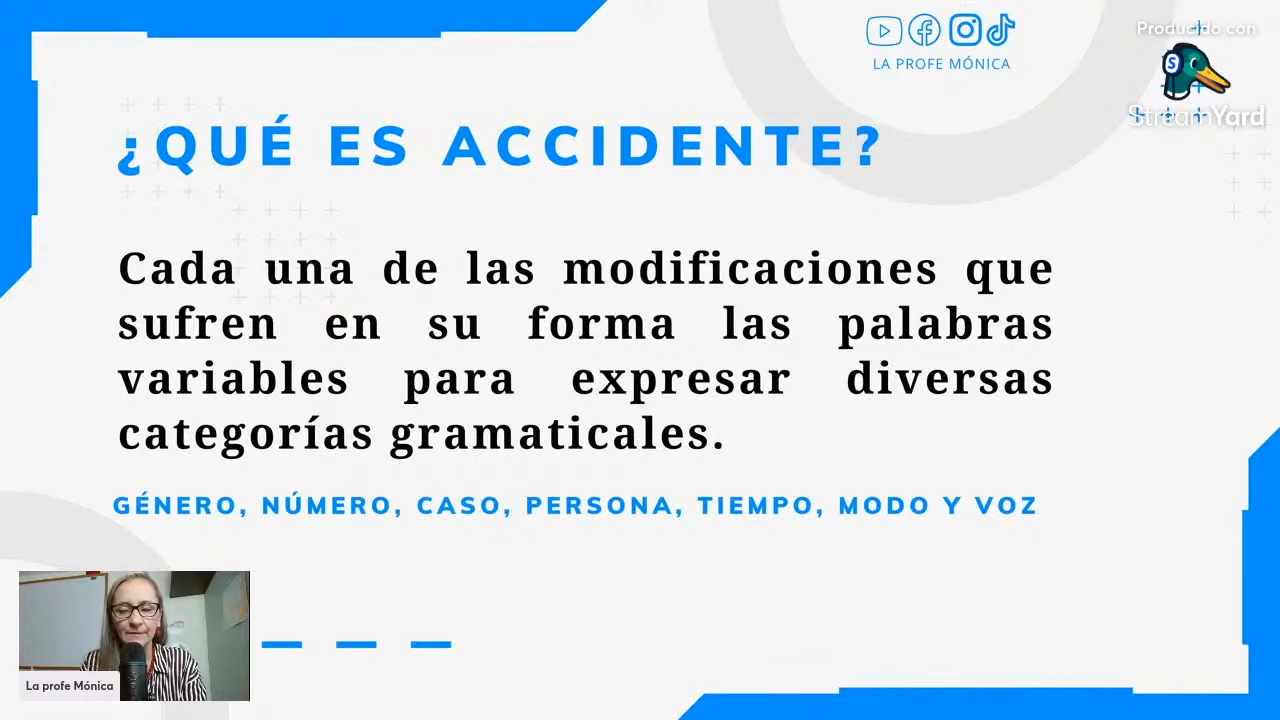 LA PROFE MÓNICA
Producido con
StreamYard
¿QUÉ ES ACCIDENTE?
Cada una de las modificaciones que
sufren en su forma las palabras
variables para expresar diversas
categorías gramaticales.
GÉNERO, NÚMERO, CASO, PERSONA, TIEMPO, MODO Y VOZ
La profe Mónica